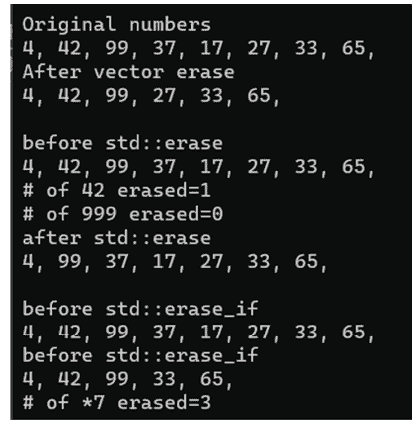 Original numbers
4, 42, 99, 37, 17, 27, 33, 65,
After vector erase
4, 42, 99, 27, 33, 65,
before std::erase
4, 42, 99, 37, 17, 27, 33, 65,
# of 42 erased=1
# of 999 erased=0
after std::erase
4, 99, 37, 17, 27, 33, 65,
before std::erase_if
4, 42, 99, 37, 17, 27, 33, 65,
before std::erase_if
4, 42, 99, 33, 65,
# of *7 erased=3